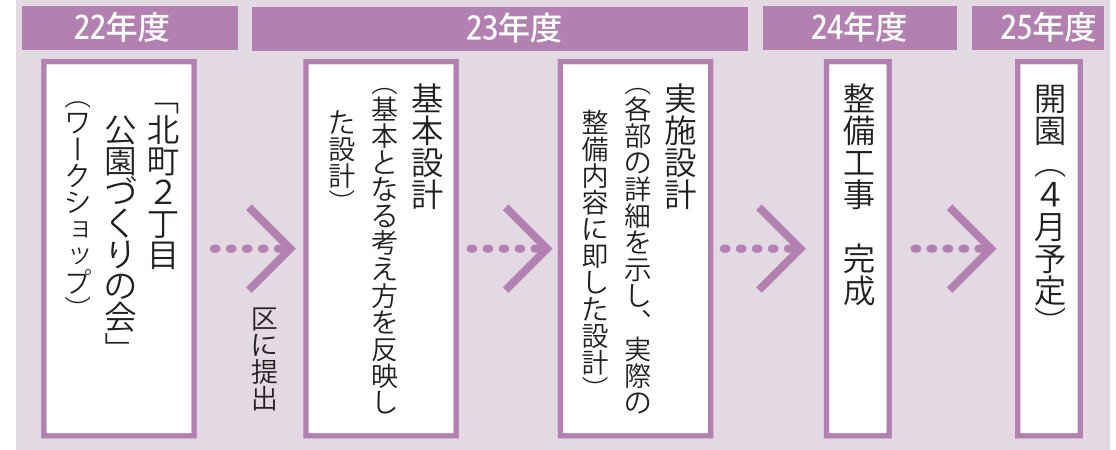 22年度
23年度
24年度
25年度
「北町２丁目
公園づくりの会」
（ワークショップ）
区に提出
基本設計
（基本となる考え方を反映し
た設計）
実施設計
（各部の詳細を示し、実際の
整備内容に即した設計）
整備工事　完成
開園（４月予定）